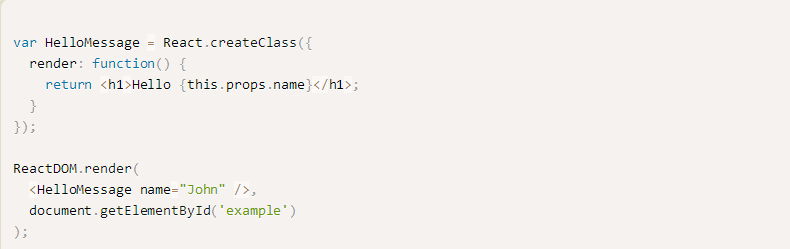 var HelloMessage = React.createClass({
  render: function() {
    return <h1>Hello {this.props.name}</h1>;
  }
});

ReactDOM.render(
  <HelloMessage name="John" />,
  document.getElementById('example')
);